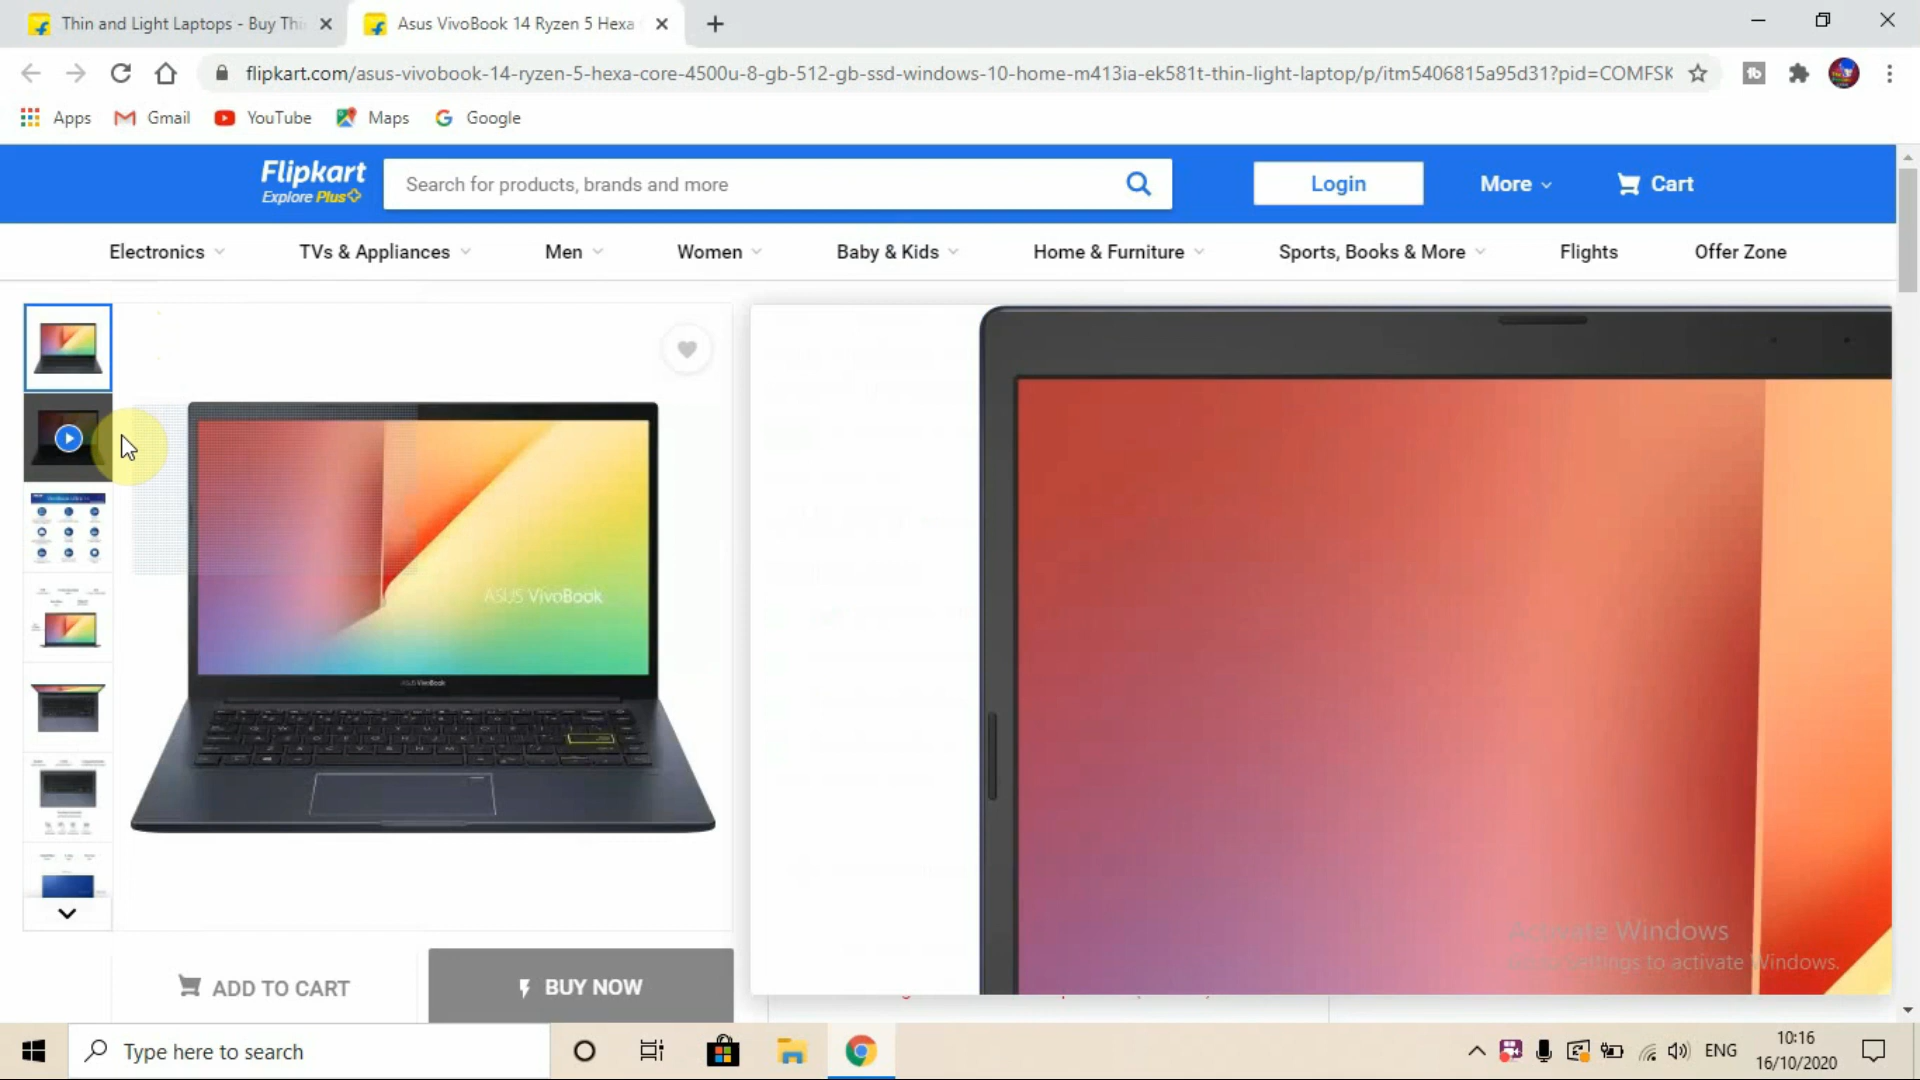 Thin and Light Laptops - Buy Thi
Asus VivoBook 14 Ryzen 5 Hexa
flipkart.com/asus-vivobook-14-ryzen-5-hexa-core-4500u-8-gb-512-gb-ssd-windows-10-home-m413ia-ek581t-thin-light-laptop/p/itm5406815a95d31?pid=COMFSK
Apps Gmail YouTube Maps Google
Flipkart
Explore Plus
Search for products, brands and more
Login
More
Cart
Electronics TVs & Appliances Men Women Baby & Kids Home & Furniture Sports, Books & More Flights Offer Zone
ASUS VivoBook
ASUS VivoBook
Activate Windows
Settings to activate Windows.
ADD TO CART
BUY NOW
Type here to search
ENG
10:16
16/10/2020